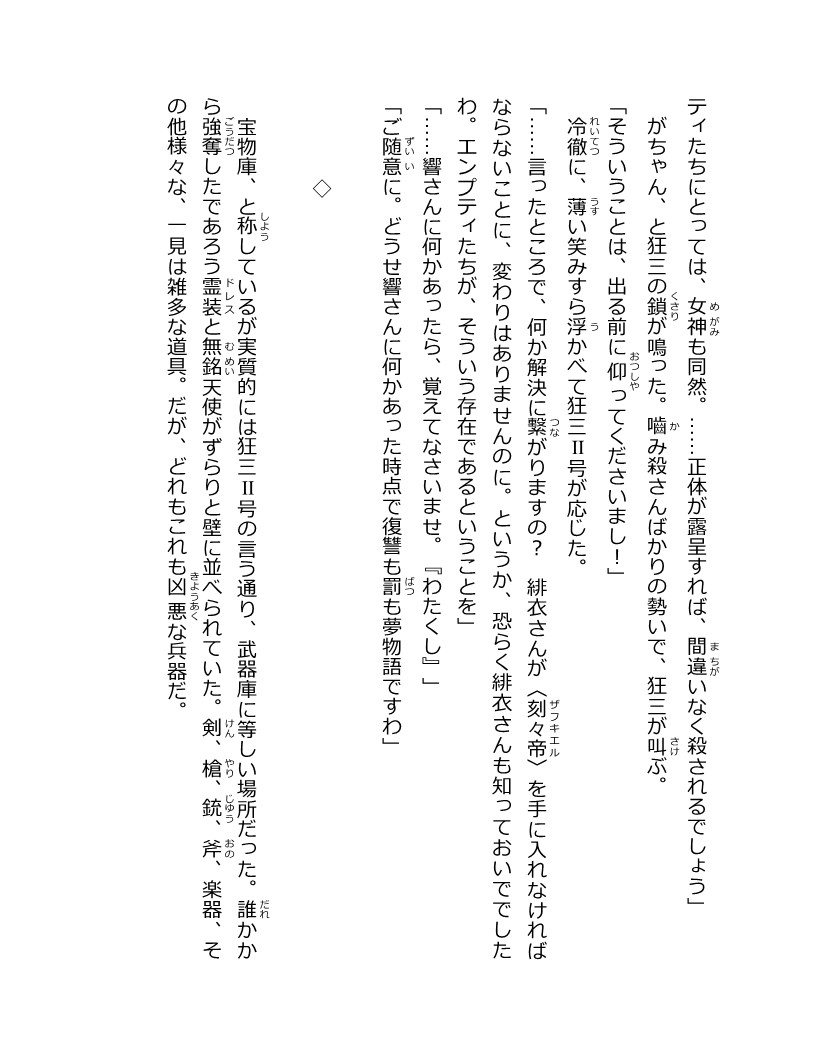 ティたちにとっては、女神も同然。……正体が露呈すれば、間違いなく殺されるでしょう」
がちゃん、と狂三の鎖が鳴った。嚙み殺さんばかりの勢いで、狂三が叫ぶ。
「そういうことは、出る前に仰ってくださいまし！」
冷徹に、薄い笑みすら浮かべて狂三Ⅱ号が応じた。
「……言ったところで、何か解決に繫がりますの？　緋衣さんが〈刻々帝〉を手に入れなければ
ならないことに、変わりはありませんのに。というか、恐らく緋衣さんも知っておいででした
わ。エンプティたちが、そういう存在であるということを」
「……響さんに何かあったら、覚えてなさいませ。『わたくし』」
「ご随意に。どうせ響さんに何かあった時点で復讐も罰も夢物語ですわ」
◇
宝物庫、と称しているが実質的には狂三Ⅱ号の言う通り、武器庫に等しい場所だった。誰かか
ら強奪したであろう霊装と無銘天使がずらりと壁に並べられていた。剣、槍、銃、斧、楽器、そ
の他様々な、一見は雑多な道具。だが、どれもこれも凶悪な兵器だ。